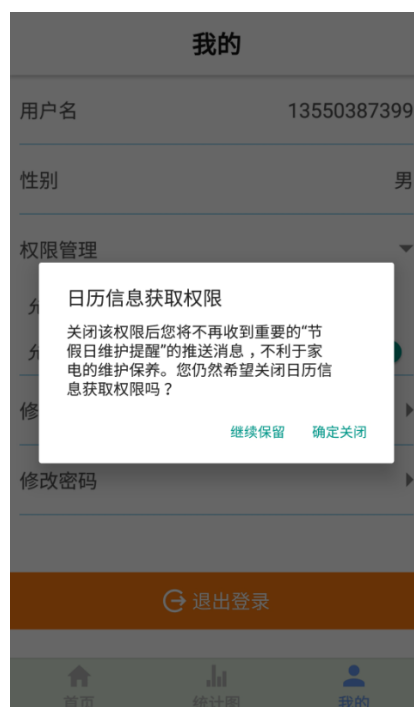 我的
用户名 13550387399
性别 男
权限管理
日历信息获取权限
关闭该权限后您将不再收到重要的“节
假日维护提醒”的推送消息，不利于家
电的维护保养。您仍然希望关闭日历信
息获取权限吗？
继续保留 确定关闭
修
修改密码
退出登录
首页 统计图 我的